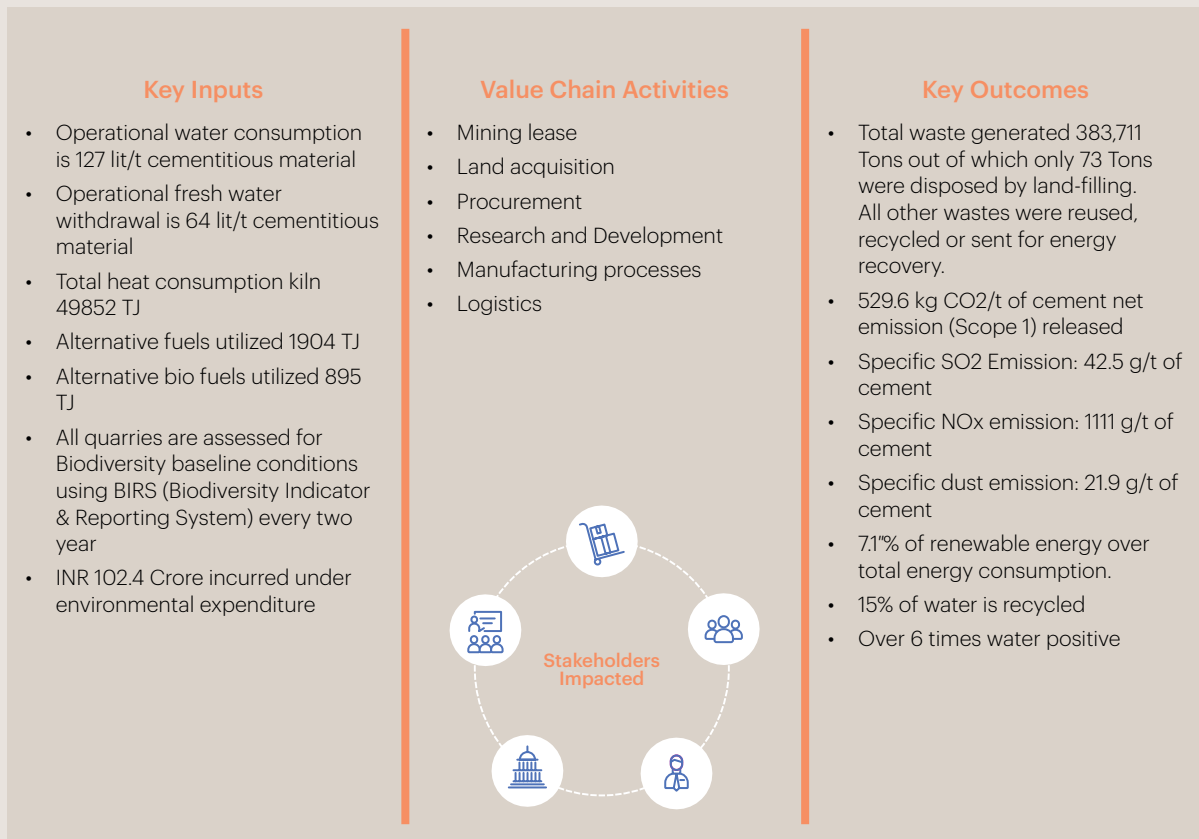 Key Inputs
• Operational water consumption
is 127 lit/t cementitious material
• Operational fresh water
withdrawal is 64 lit/t cementitious
material
• Total heat consumption kiln
49852 TJ
• Alternative fuels utilized 1904 TJ
• Alternative bio fuels utilized 895
TJ
• All quarries are assessed for
Biodiversity baseline conditions
using BIRS (Biodiversity Indicator
& Reporting System) every two
year
• INR 102.4 Crore incurred under
environmental expenditure
Value Chain Activities
• Mining lease
• Land acquisition
• Procurement
• Research and Development
• Manufacturing processes
• Logistics
Stakeholders
Impacted
Key Outcomes
• Total waste generated 383,711
Tons out of which only 73 Tons
were disposed by land-filling.
All other wastes were reused,
recycled or sent for energy
recovery.
• 529.6 kg CO2/t of cement net
emission (Scope 1) released
• Specific SO2 Emission: 42.5 g/t of
cement
• Specific NOx emission: 1111 g/t of
cement
• Specific dust emission: 21.9 g/t of
cement
• 7.1"% of renewable energy over
total energy consumption.
• 15% of water is recycled
• Over 6 times water positive